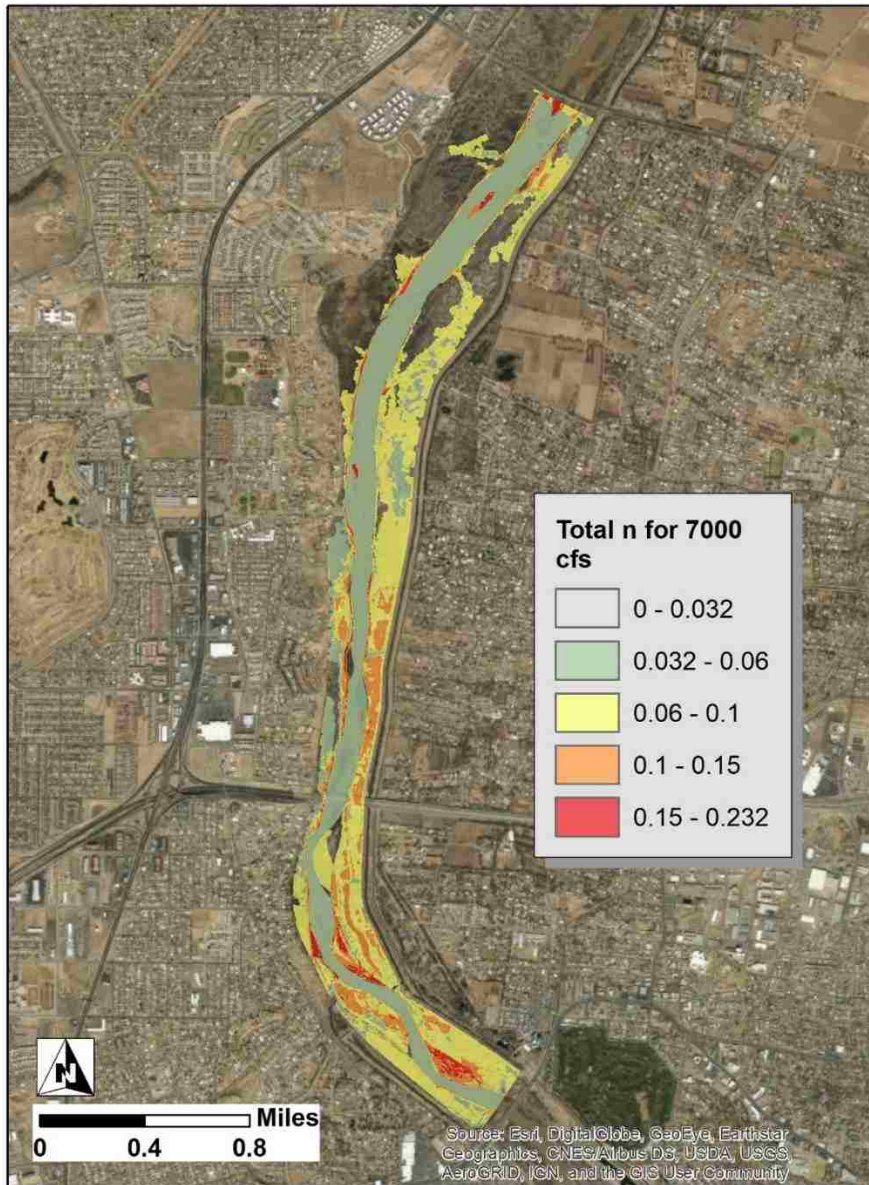 Total n for 7000
cfs
0 - 0.032
0.032 - 0.06
0.06 - 0.1
0.1 - 0.15
0.15 - 0.232
N
Miles
0 0.4 0.8
Source: Esri, DigitalGlobe, GeoEye, Earthstar
Geographics, CNES/Airbus DS, USDA, USGS,
AeroGRID, IGN, and the GIS User Community